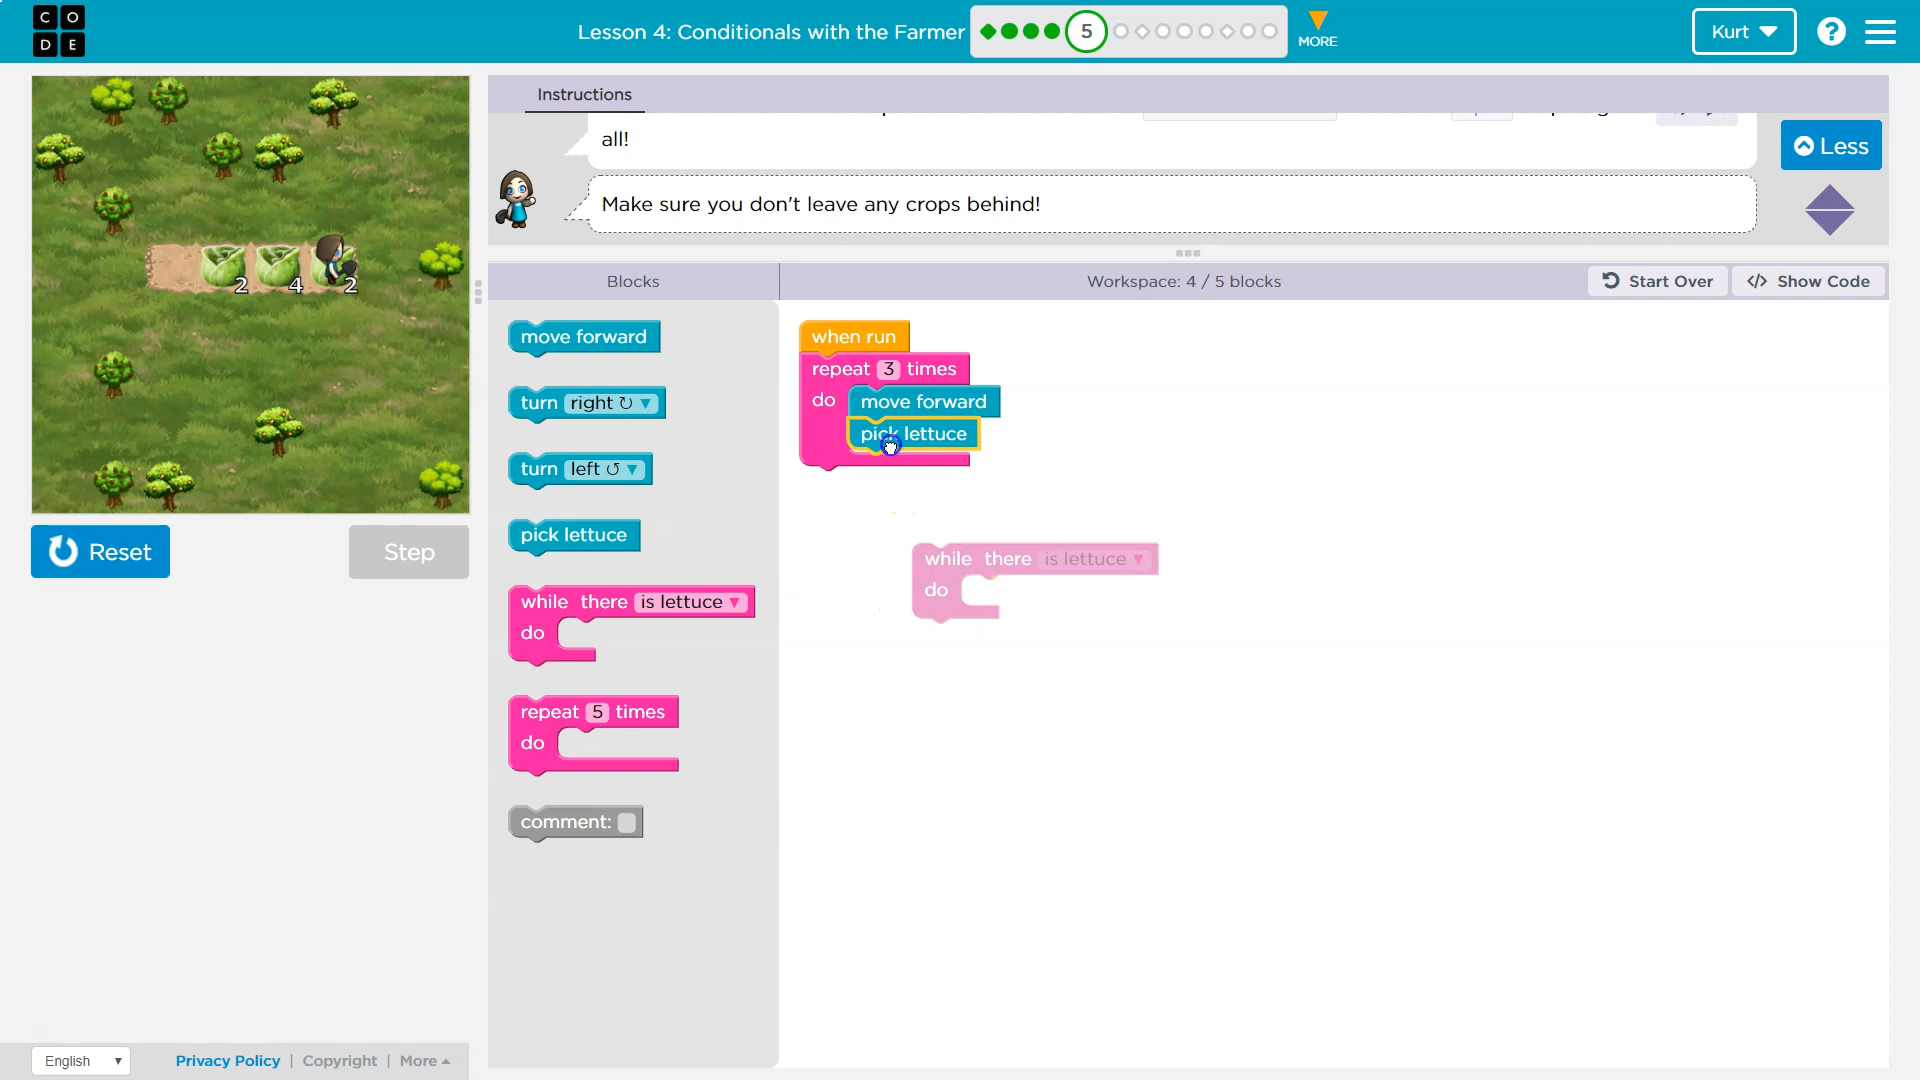 CODE
Lesson 4: Conditionals with the Farmer
5
MORE
Kurt
?
Instructions
all!
Less
Make sure you don't leave any crops behind!
2
4
2
Blocks
Workspace: 4 / 5 blocks
Start Over
</> Show Code
move forward
turn right ↻ ▼
turn left ↺ ▼
pick lettuce
while there is lettuce ▼
do
repeat 5 times
do
comment:
when run
repeat 3 times
do
move forward
pick lettuce
while there is lettuce ▼
do
Reset
Step
English
Privacy Policy | Copyright | More